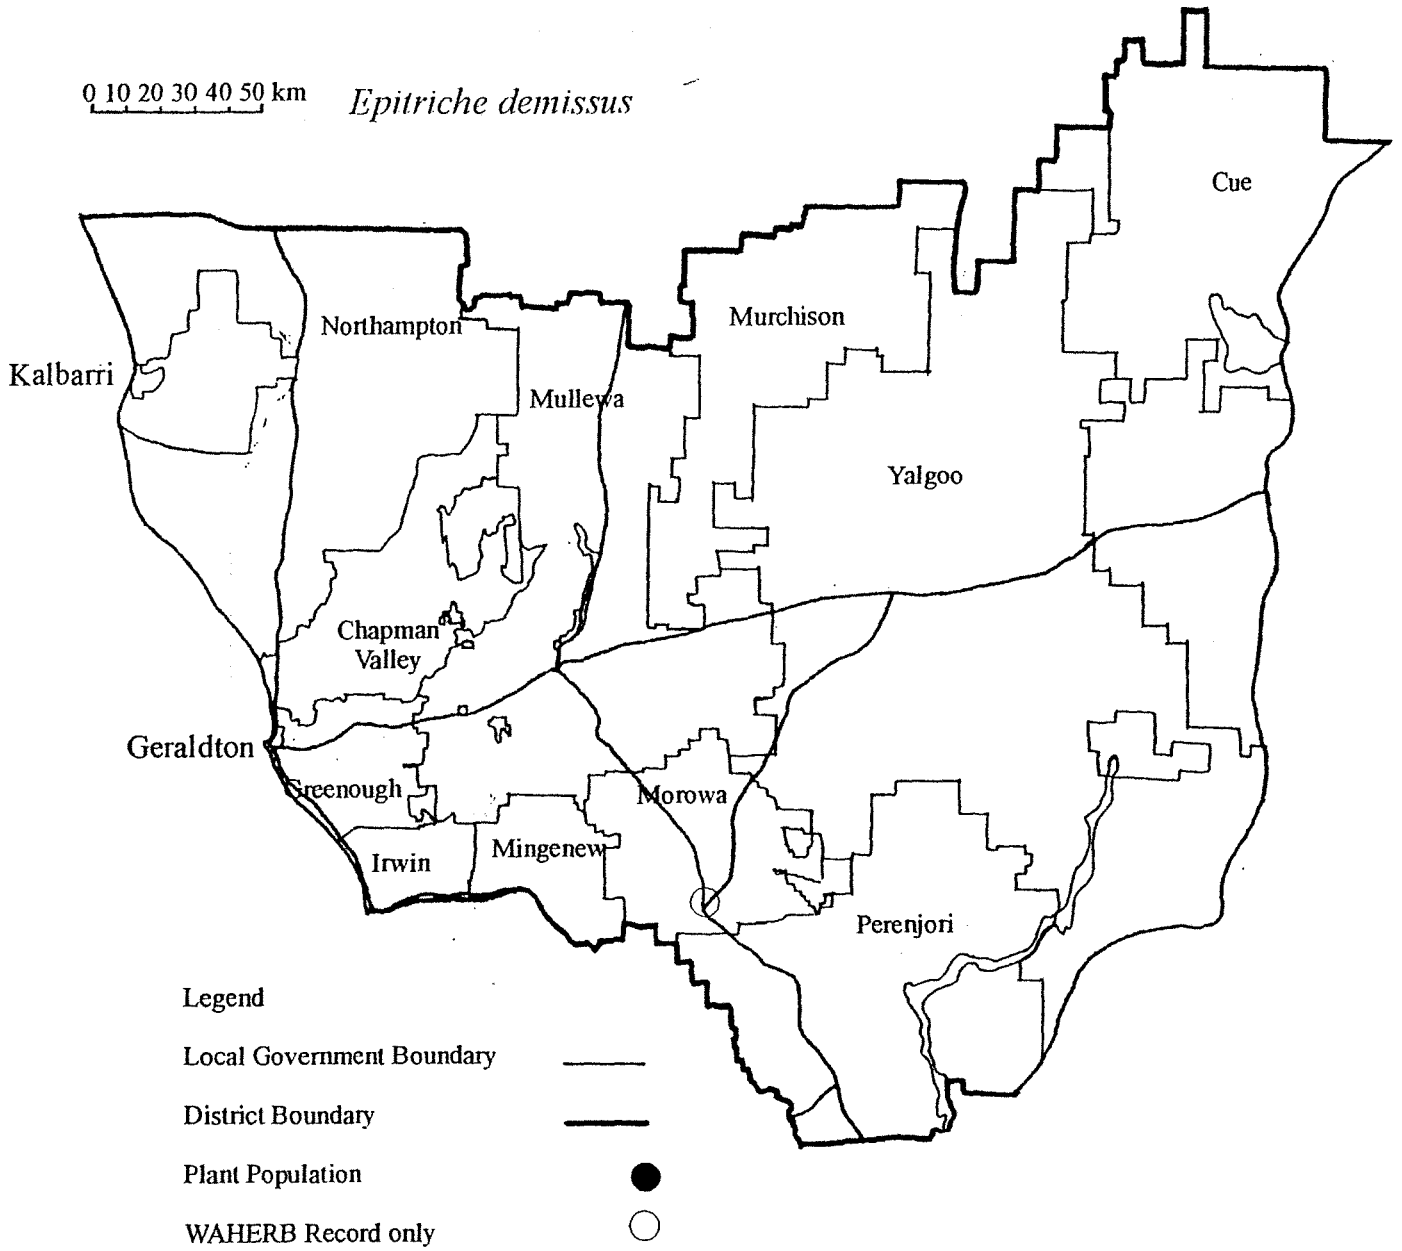 0 10 20 30 40 50 km
Epitriche demissus
Cue
Northampton
Murchison
Kalbarri
Mullewa
Yalgoo
Chapman
Valley
Geraldton
Greenough
Morowa
Irwin
Mingenew
Perenjori
Legend
Local Government Boundary
District Boundary
Plant Population
WAHERB Record only